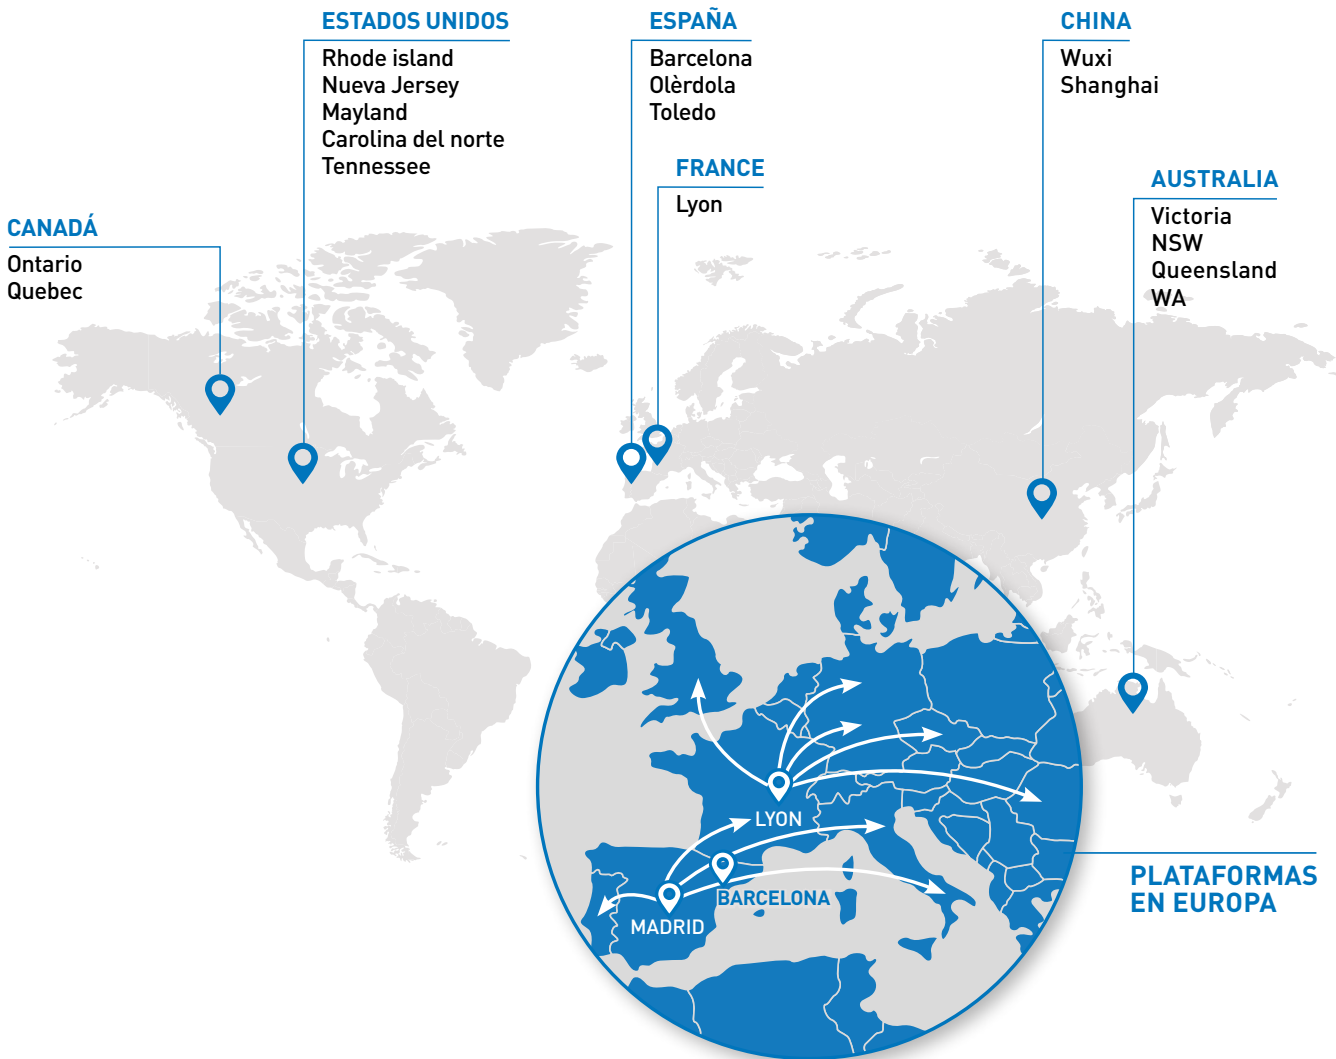 ESTADOS UNIDOS
Rhode island
Nueva Jersey
Mayland
Carolina del norte
Tennessee
ESPAÑA
Barcelona
Olèrdola
Toledo
CHINA
Wuxi
Shanghai
FRANCE
Lyon
AUSTRALIA
Victoria
NSW
Queensland
WA
CANADÁ
Ontario
Quebec
LYON
BARCELONA
MADRID
PLATAFORMAS
EN EUROPA